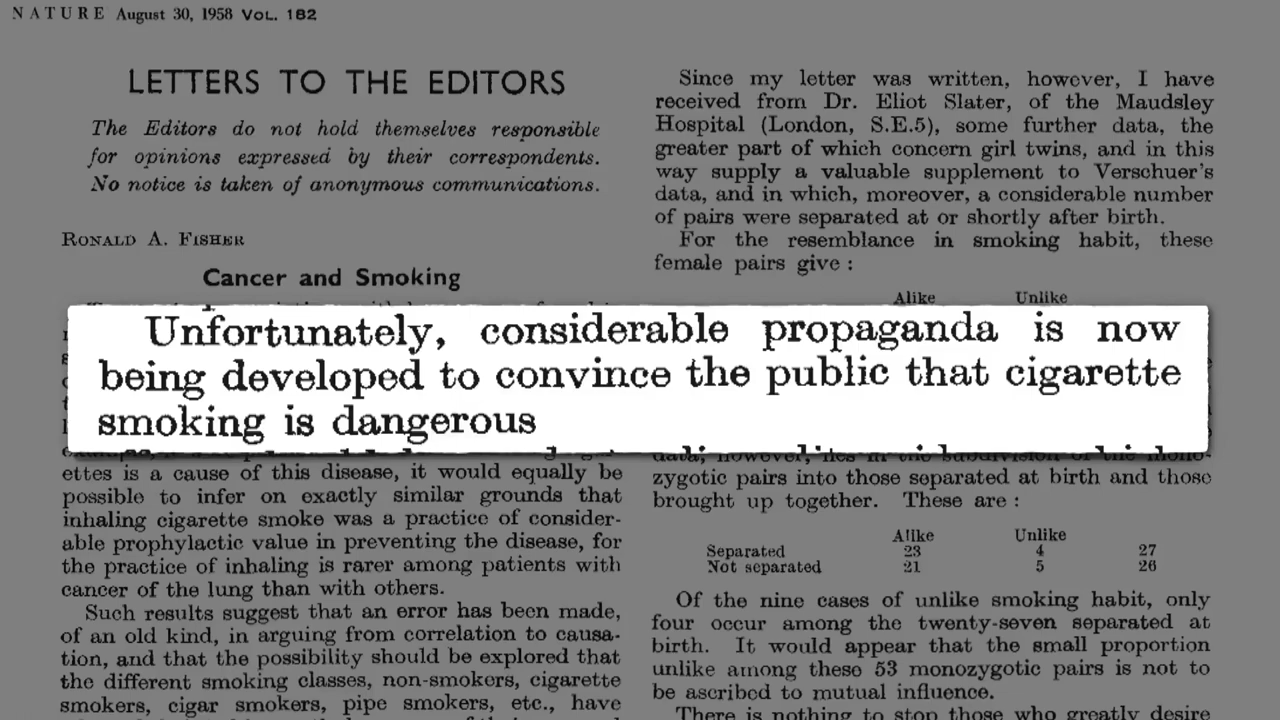 NATURE August 30, 1958 VOL. 182
LETTERS TO THE EDITORS
The Editors do not hold themselves responsible
for opinions expressed by their correspondents.
No notice is taken of anonymous communications.
RONALD A. FISHER
Cancer and Smoking
Unfortunately, considerable propaganda is now
being developed to convince the public that cigarette
smoking is dangerous
ettes is a cause of this disease, it would equally be
possible to infer on exactly similar grounds that
inhaling cigarette smoke was a practice of consider-
able prophylactic value in preventing the disease, for
the practice of inhaling is rarer among patients with
cancer of the lung than with others.
Such results suggest that an error has been made,
of an old kind, in arguing from correlation to causa-
tion, and that the possibility should be explored that
the different smoking classes, non-smokers, cigarette
smokers, cigar smokers, pipe smokers, etc., have
Since my letter was written, however, I have
received from Dr. Eliot Slater, of the Maudsley
Hospital (London, S.E.5), some further data, the
greater part of which concern girl twins, and in this
way supply a valuable supplement to Verschuer's
data, and in which, moreover, a considerable number
of pairs were separated at or shortly after birth.
For the resemblance in smoking habit, these
female pairs give :
Alike Unlike
zygotic pairs into those separated at birth and those
brought up together. These are :
Alike Unlike
Separated 23 4 27
Not separated 21 5 26
Of the nine cases of unlike smoking habit, only
four occur among the twenty-seven separated at
birth. It would appear that the small proportion
unlike among these 53 monozygotic pairs is not to
be ascribed to mutual influence.
There is nothing to stop those who greatly desire